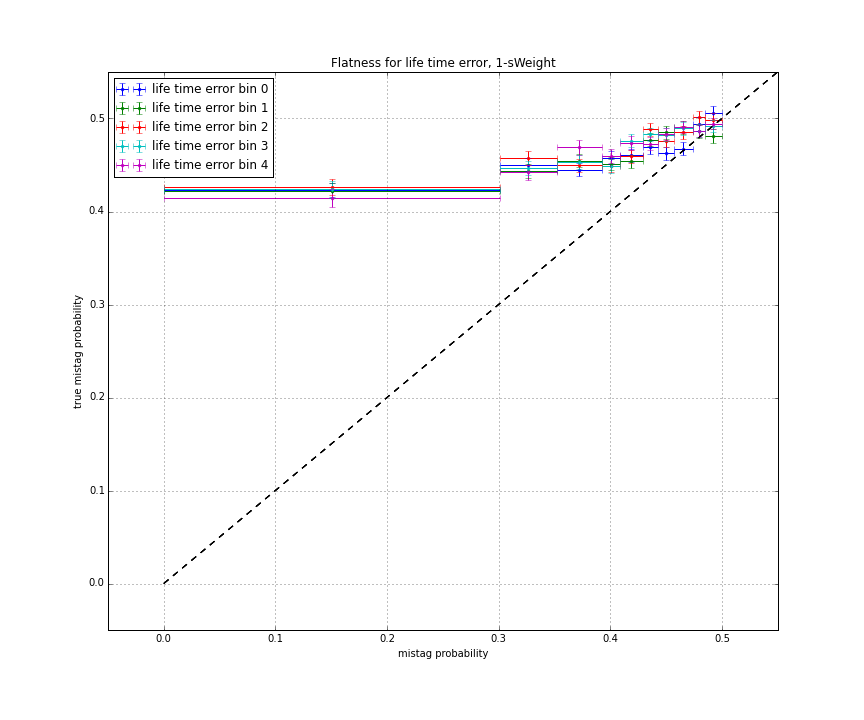 Flatness for life time error, 1-sWeight
life time error bin 0
life time error bin 1
life time error bin 2
life time error bin 3
life time error bin 4
0.5
0.4
0.3
0.2
0.1
0.0
true mistag probability
0.0 0.1 0.2 0.3 0.4 0.5
mistag probability